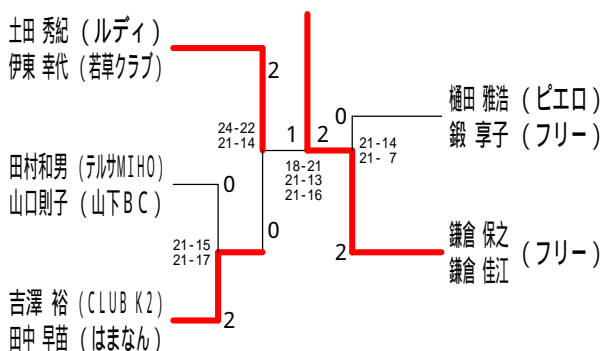 土田 秀紀 (ルディ)
伊東 幸代 (若草クラブ)
2
24-22
21-14
田村和男 (テルサMIHO)
山口則子 (山下BC)
0
0
21-15
21-17
吉澤 裕 (CLUB K2)
田中 早苗 (はまなん)
2
1 2
18-21
21-13
21-16
0
樋田 雅浩 (ピエロ)
鍛 享子 (フリー)
21-14
21- 7
2
鎌倉 保之
鎌倉 佳江
(フリー)